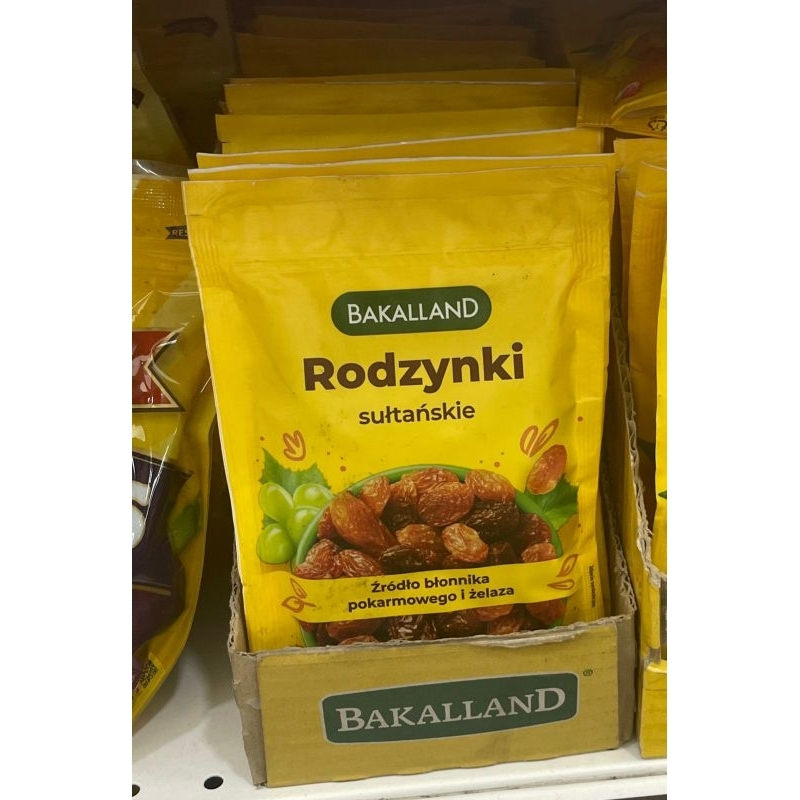 BAKALLAND
Rodzynki
sułtańskie
Źródło błonnika
pokarmowego i żelaza
BAKALLAND®